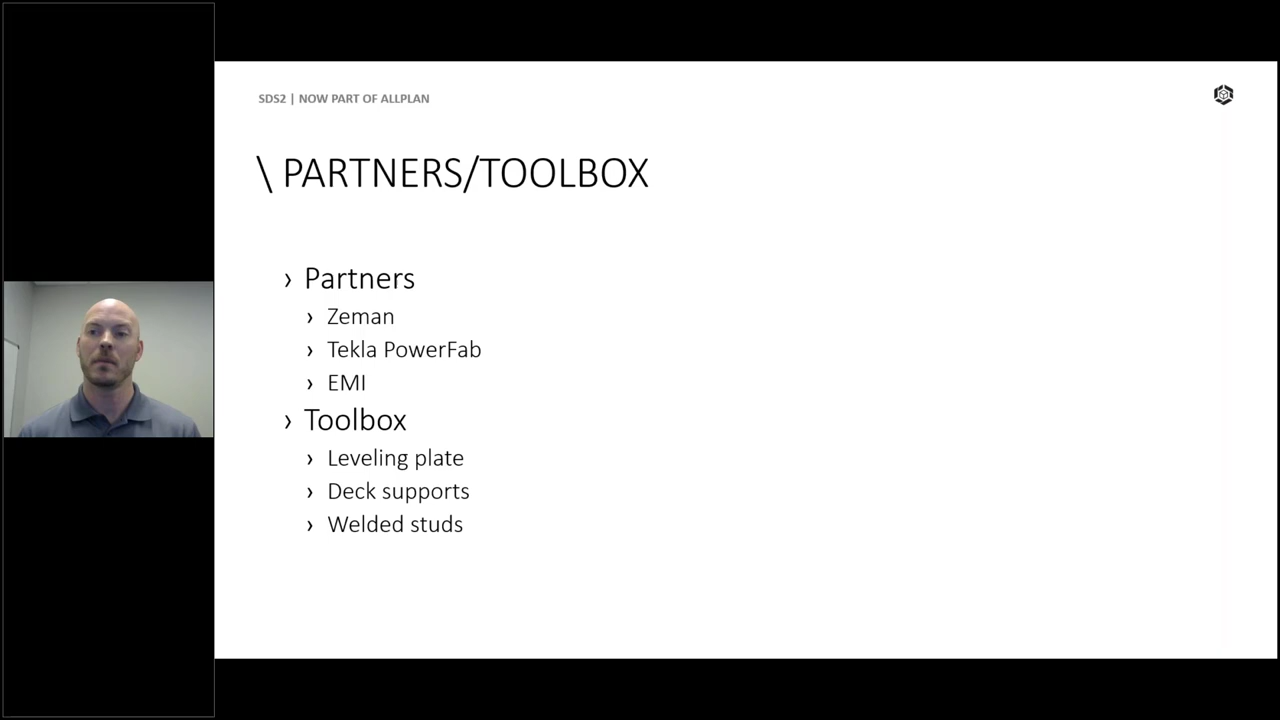 SDS2 | NOW PART OF ALLPLAN
\ PARTNERS/TOOLBOX
› Partners
› Zeman
› Tekla PowerFab
› EMI
› Toolbox
› Leveling plate
› Deck supports
› Welded studs